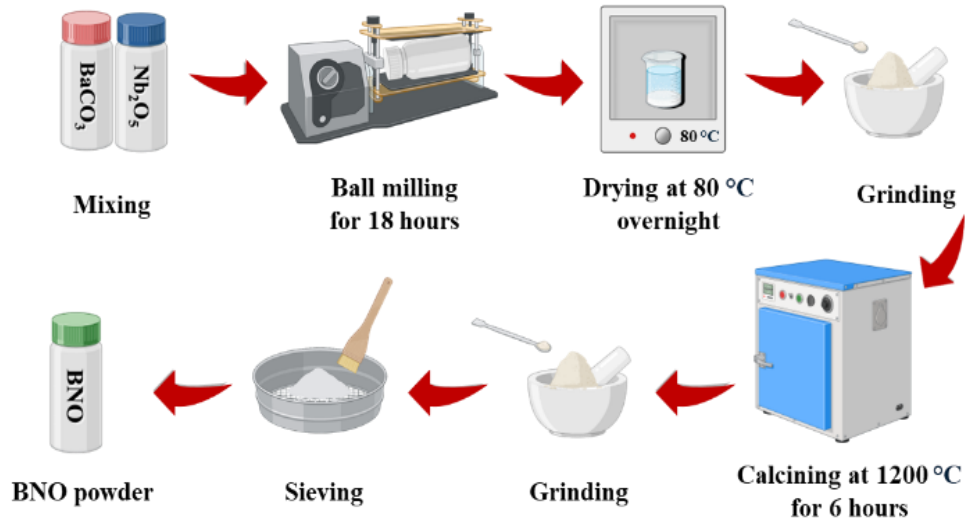 BaCO₃
Nb₂O₅
80 °C
Mixing
Ball milling
for 18 hours
Drying at 80 °C
overnight
Grinding
BNO
BNO powder
Sieving
Grinding
Calcining at 1200 °C
for 6 hours